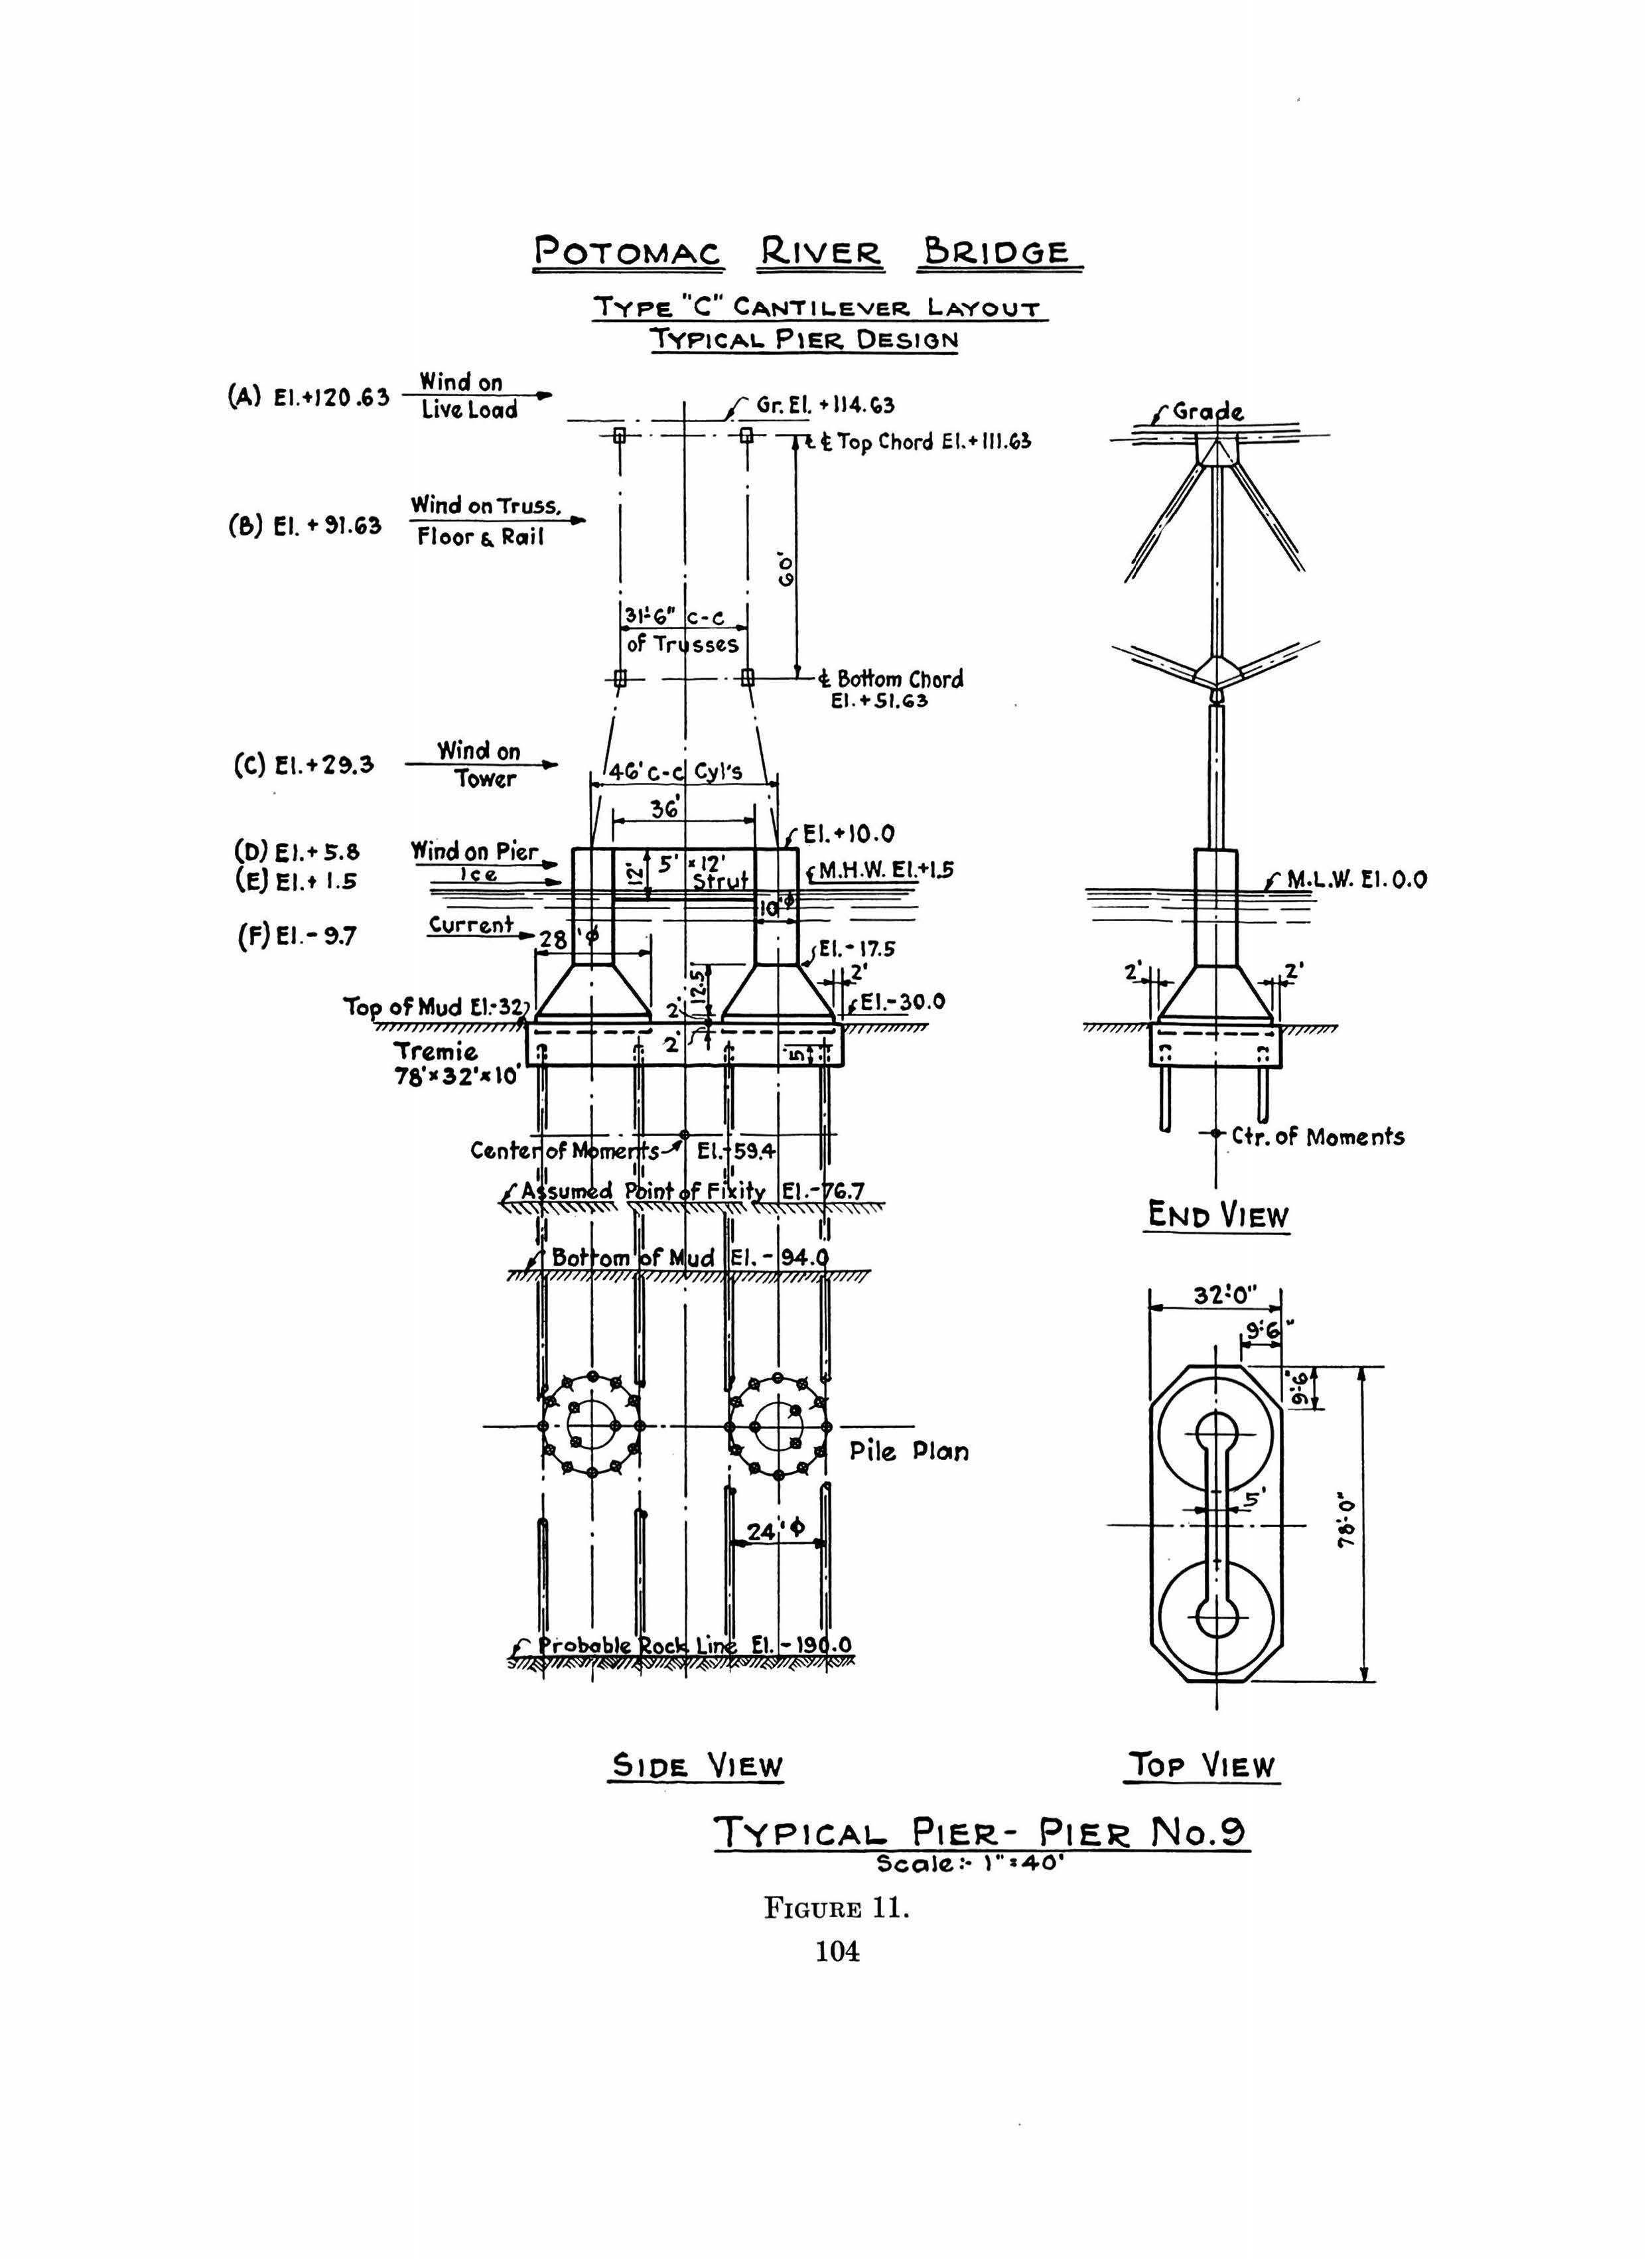 POTOMAC RIVER BRIDGE
TYPE "C" CANTILEVER LAYOUT
TYPICAL PIER DESIGN
(A) El.+120.63
Wind on
Live Load
Gr. El. +114.63
℄ Top Chord El.+111.63
(B) El. +91.63
Wind on Truss,
Floor & Rail
60'
31'-6" c-c
of Trusses
℄ Bottom Chord
El.+51.63
(C) El.+29.3
Wind on
Tower
46' c-c Cyl's
36'
El.+10.0
(D) El.+5.8
Wind on Pier
12'
5' × 12'
Strut
M.H.W. El.+1.5
(E) El.+ 1.5
Ice
10'φ
(F) El.- 9.7
Current
28'φ
El.-17.5
12.5
2'
El.-30.0
Top of Mud El.-32
2'
2'
Tremie
78'×32'×10'
5'
Center of Moments
El.-59.4
Assumed Point of Fixity El.-76.7
Bottom of Mud El. - 94.0
Pile Plan
24'φ
Probable Rock Line El. - 190.0
SIDE VIEW
Grade
M.L.W. El. 0.0
2'
2'
Ctr. of Moments
END VIEW
32'-0"
9'-6"
9'-6"
5'
78'-0"
TOP VIEW
TYPICAL PIER- PIER No.9
Scale:- 1"=40'
FIGURE 11.
104